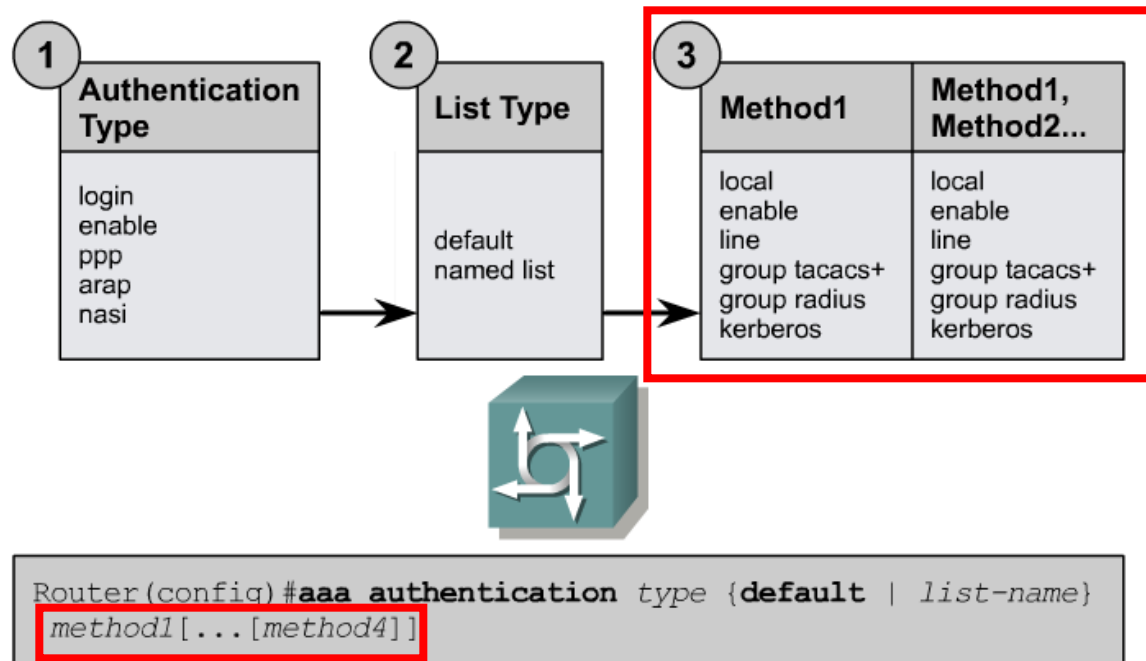 1
Authentication
Type
login
enable
ppp
arap
nasi
2
List Type
default
named list
3
Method1
local
enable
line
group tacacs+
group radius
kerberos
Method1,
Method2...
local
enable
line
group tacacs+
group radius
kerberos
Router(config)#aaa authentication type {default | list-name}
method1[...[method4]]